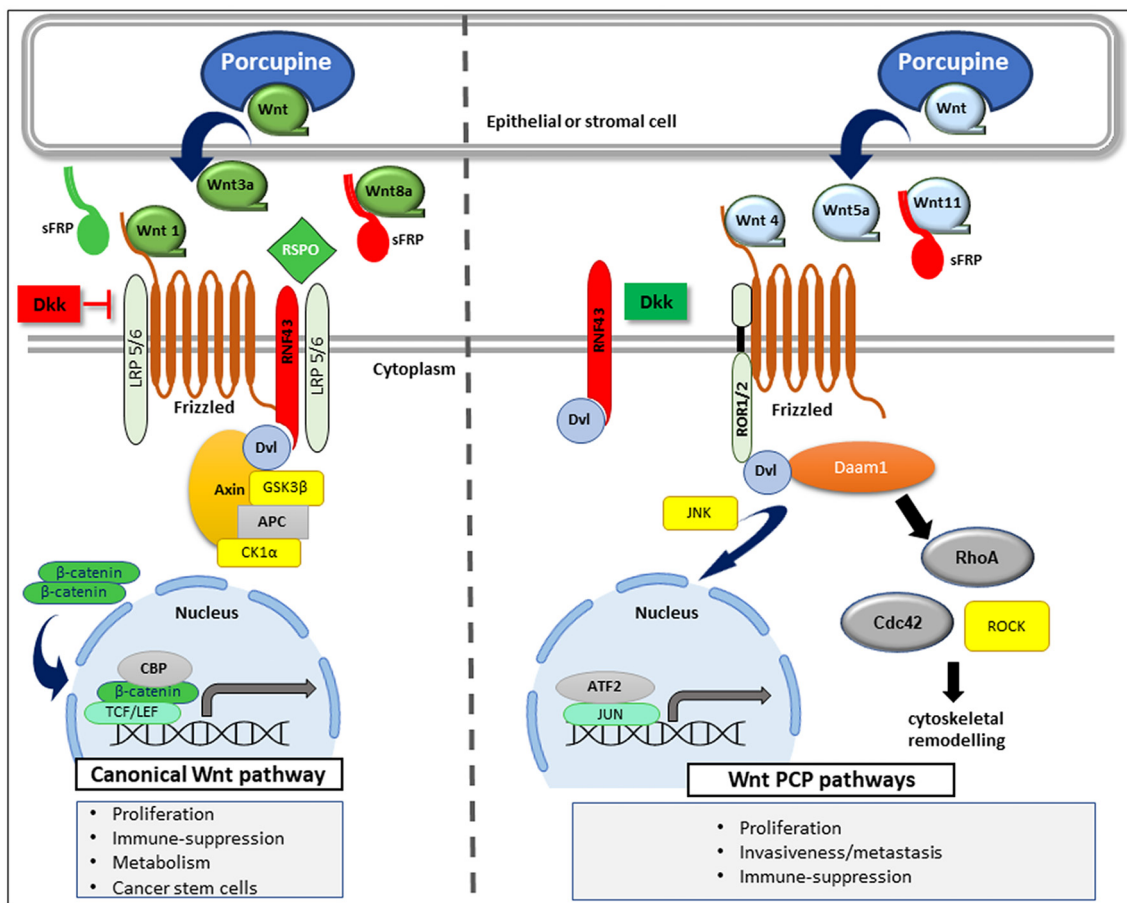 Porcupine
Wnt
Wnt3a
sFRP
Wnt 1
Wnt8a
sFRP
RSPO
Dkk
LRP 5/6
RNF43
LRP 5/6
Frizzled
Cytoplasm
Dvl
Axin
GSK3β
APC
CK1α
β-catenin
β-catenin
Nucleus
CBP
β-catenin
TCF/LEF
Canonical Wnt pathway
• Proliferation
• Immune-suppression
• Metabolism
• Cancer stem cells
Epithelial or stromal cell
Porcupine
Wnt
Wnt 4
Wnt5a
Wnt11
sFRP
RNF43
Dkk
ROR1/2
Frizzled
Dvl
Dvl
Daam1
JNK
RhoA
Cdc42
ROCK
cytoskeletal
remodelling
Nucleus
ATF2
JUN
Wnt PCP pathways
• Proliferation
• Invasiveness/metastasis
• Immune-suppression